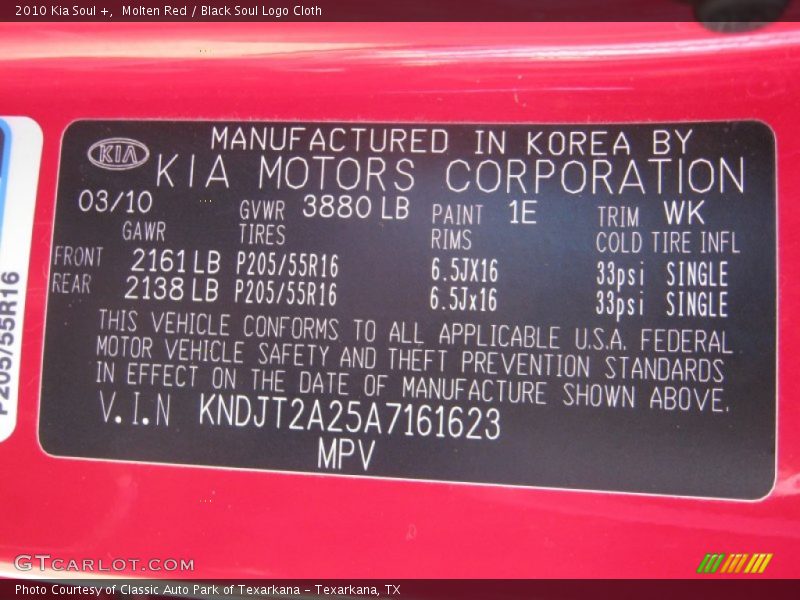 2010 Kia Soul +, Molten Red / Black Soul Logo Cloth
KIA
MANUFACTURED IN KOREA BY
KIA MOTORS CORPORATION
03/10 GVWR 3880 LB PAINT 1E TRIM WK
GAWR TIRES RIMS COLD TIRE INFL
FRONT 2161 LB P205/55R16 6.5JX16 33psi SINGLE
REAR 2138 LB P205/55R16 6.5Jx16 33psi SINGLE
THIS VEHICLE CONFORMS TO ALL APPLICABLE U.S.A. FEDERAL
MOTOR VEHICLE SAFETY AND THEFT PREVENTION STANDARDS
IN EFFECT ON THE DATE OF MANUFACTURE SHOWN ABOVE.
V.I.N KNDJT2A25A7161623
MPV
P205/55R16
GTCARLOT.COM
Photo Courtesy of Classic Auto Park of Texarkana - Texarkana, TX